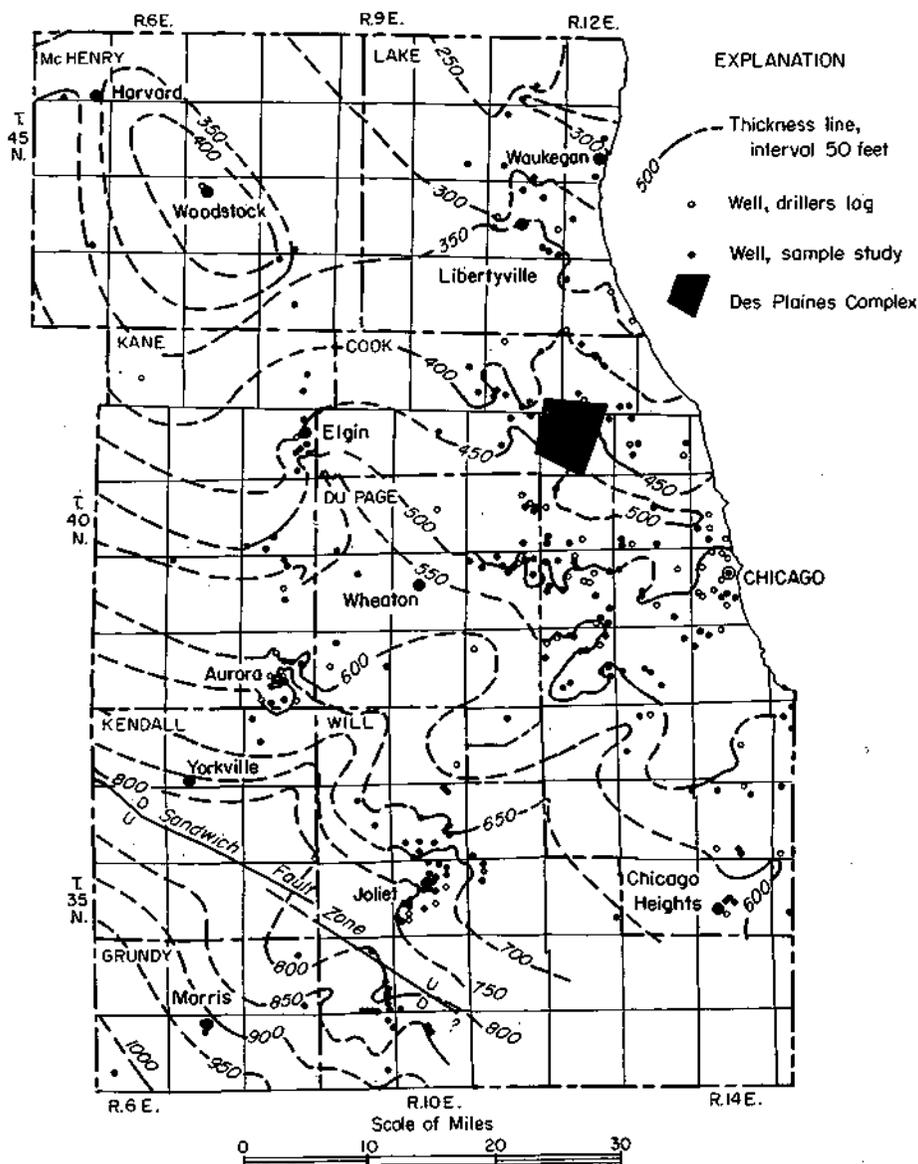 R.6E.
R.9E.
R.12E.
McHENRY
LAKE
250
EXPLANATION
Harvard
T.
45
N.
350
400
300
Waukegan
500
Thickness line,
interval 50 feet
Woodstock
300
Well, drillers log
350
Libertyville
Well, sample study
Des Plaines Complex
KANE
COOK
400
Elgin
450
450
DU PAGE
500
500
T.
40
N.
550
CHICAGO
Wheaton
Aurora
600
KENDALL
WILL
Yorkville
800
D
U
Sandwich
650
Fault
T.
35
N.
Joliet
Zone
Chicago
Heights
600
GRUNDY
800
700
Morris
850
U
D
750
?
800
900
1000
950
R.6 E.
R.10E.
R.14 E.
Scale of Miles
0
10
20
30